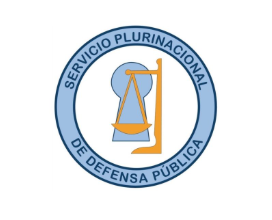 SERVICIO PLURINACIONAL
DE DEFENSA PÚBLICA